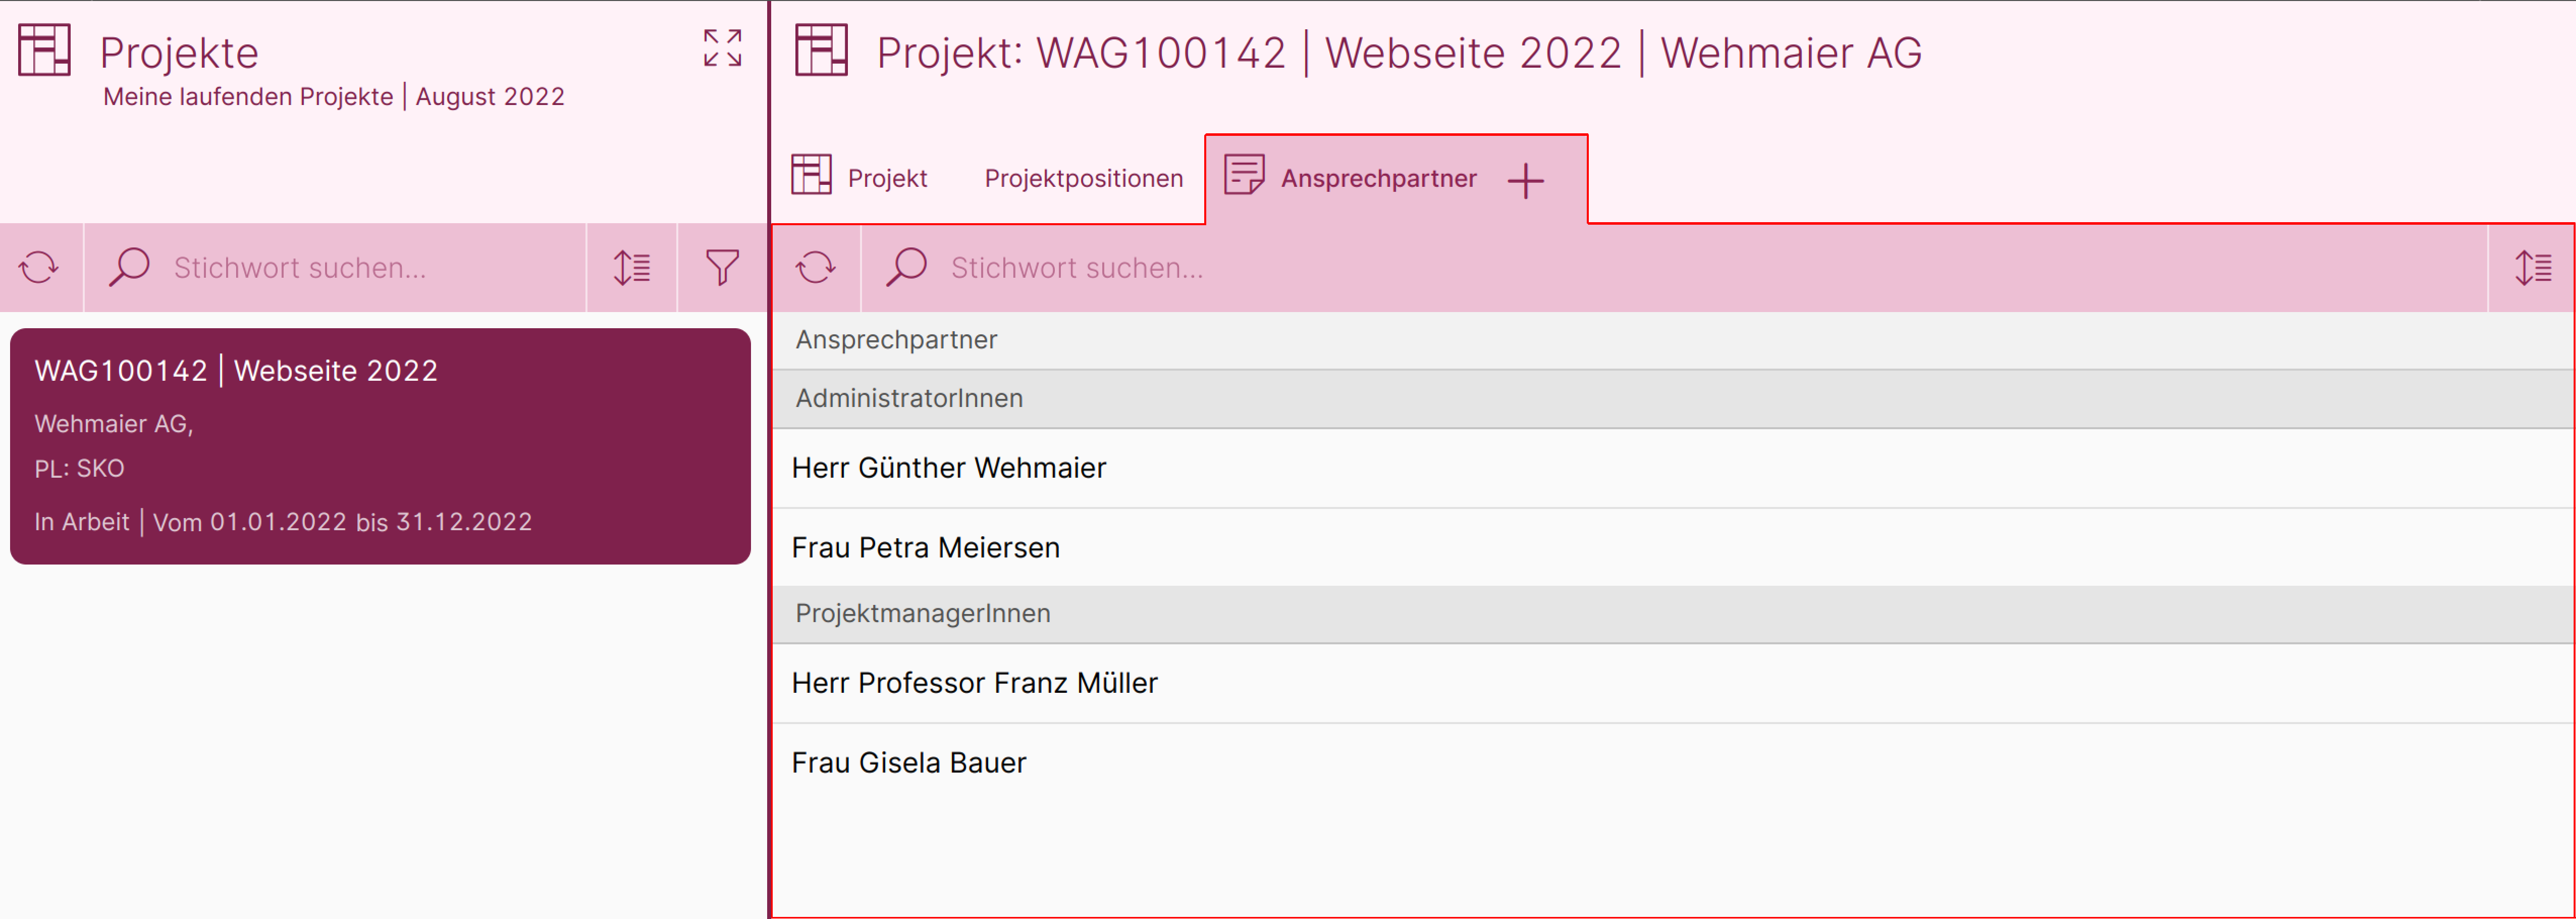 Projekte
Meine laufenden Projekte | August 2022
Stichwort suchen...
WAG100142 | Webseite 2022
Wehmaier AG,
PL: SKO
In Arbeit | Vom 01.01.2022 bis 31.12.2022
Projekt: WAG100142 | Webseite 2022 | Wehmaier AG
Projekt Projektpositionen Ansprechpartner
Stichwort suchen...
Ansprechpartner
AdministratorInnen
Herr Günther Wehmaier
Frau Petra Meiersen
ProjektmanagerInnen
Herr Professor Franz Müller
Frau Gisela Bauer